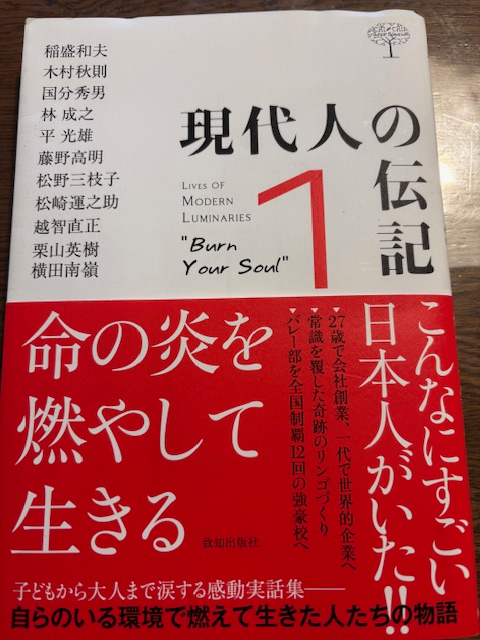 稲盛和夫
木村秋則
国分秀男
林 成之
平 光雄
藤野高明
松野三枝子
松崎運之助
越智直正
栗山英樹
横田南嶺
現代人の伝記
1
LIVES OF
MODERN
LUMINARIES
"Burn
Your Soul"
こんなにすごい
日本人がいた!!
▼27歳で会社創業、一代で世界的企業へ
▼常識を覆した奇跡のリンゴづくり
▼バレー部を全国制覇12回の強豪校へ
命の炎を
燃やして
生きる
致知出版社
子どもから大人まで涙する感動実話集――
自らのいる環境で燃えて生きた人たちの物語